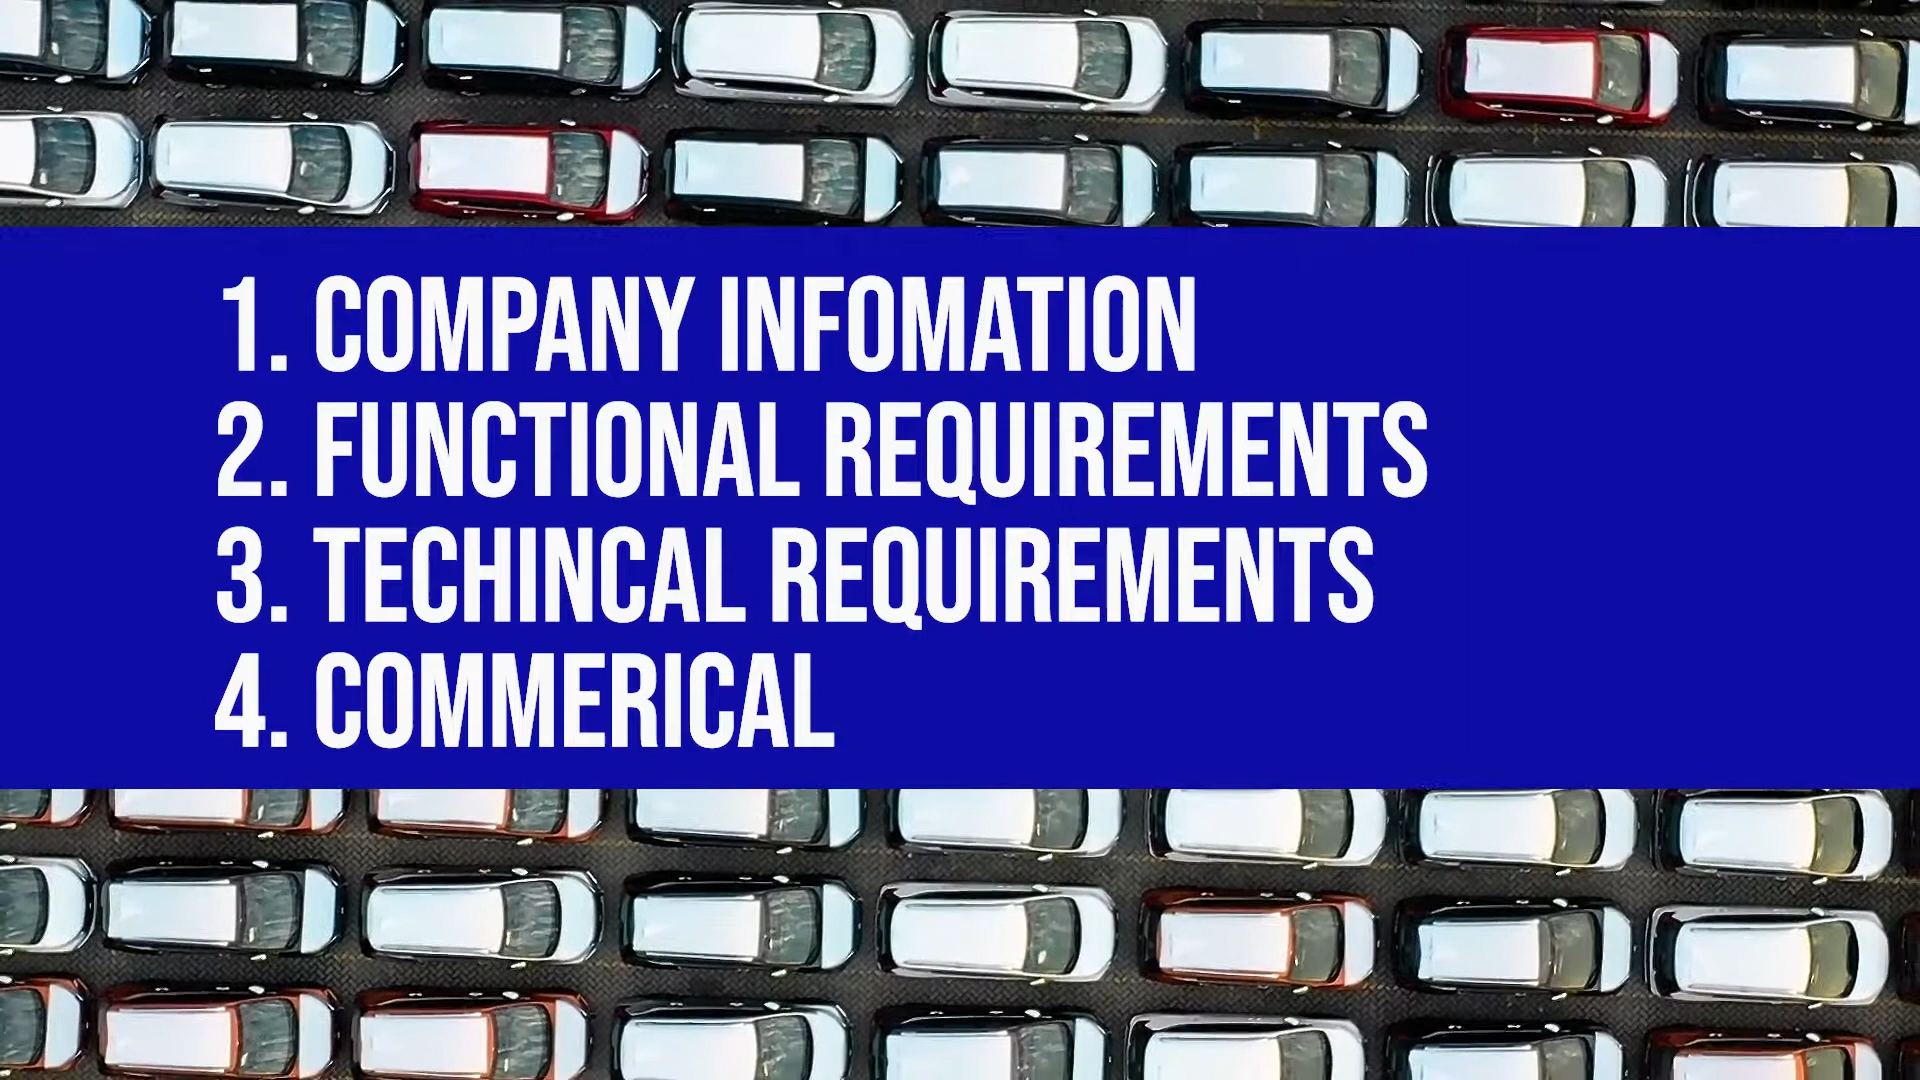 1. COMPANY INFOMATION
2. FUNCTIONAL REQUIREMENTS
3. TECHINCAL REQUIREMENTS
4. COMMERICAL